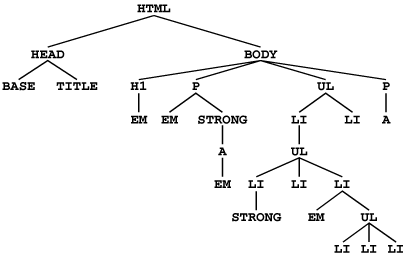 HTML
HEAD BODY
BASE TITLE H1 P UL P
EM EM STRONG LI LI A
A UL
EM LI LI LI
STRONG EM UL
LI LI LI